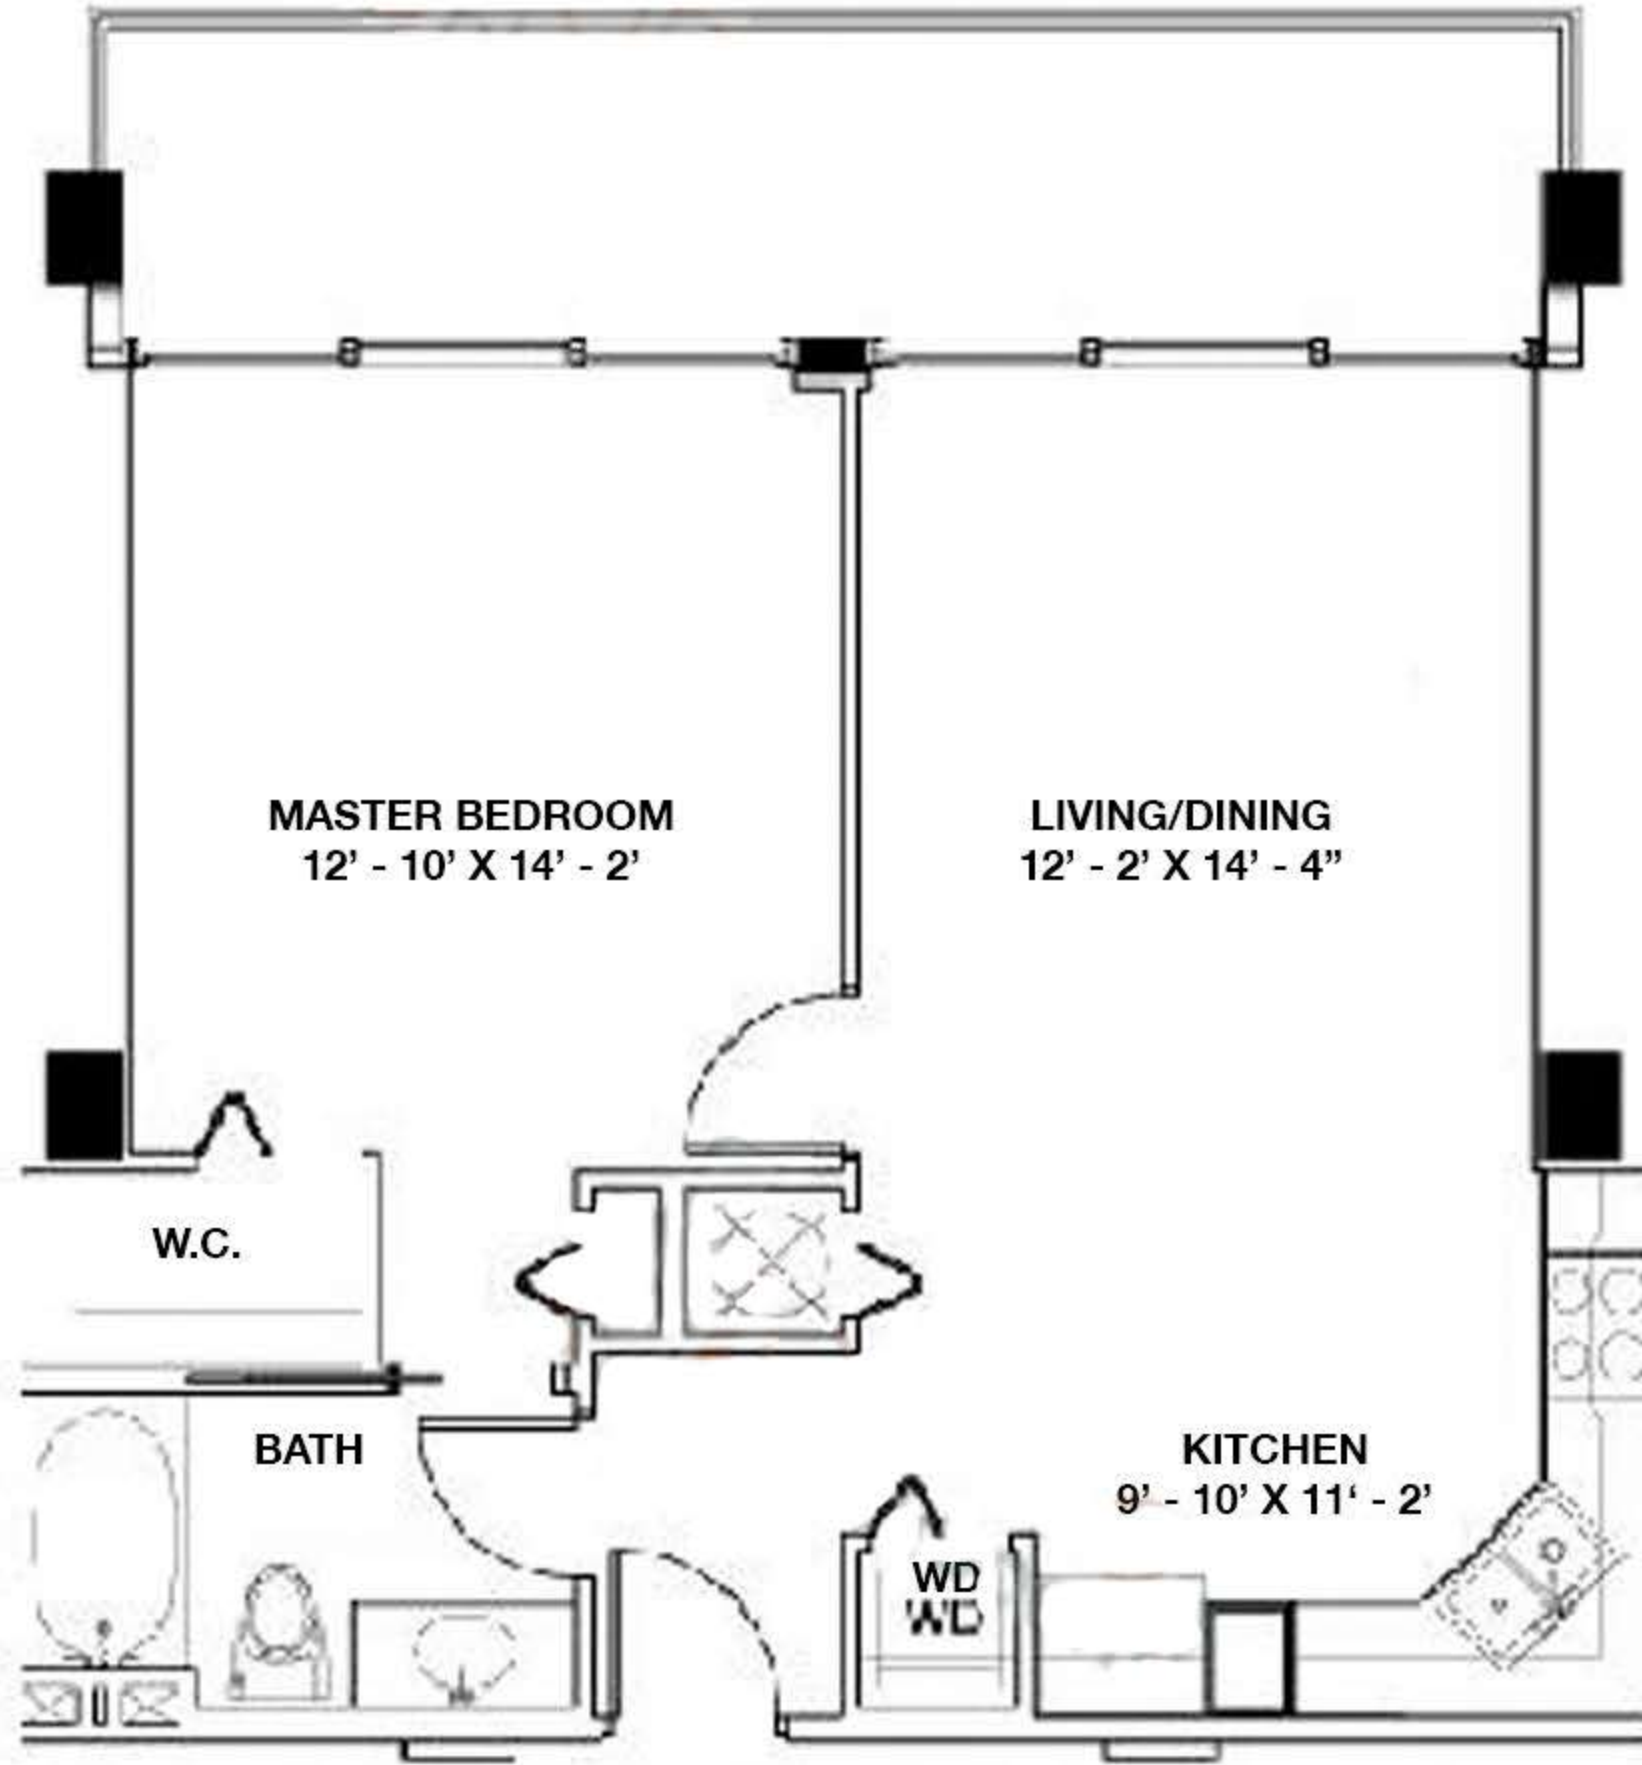 MASTER BEDROOM
12’ - 10’ X 14’ - 2’
LIVING/DINING
12’ - 2’ X 14’ - 4”
W.C.
BATH
KITCHEN
9’ - 10’ X 11‘ - 2’
WD
WD